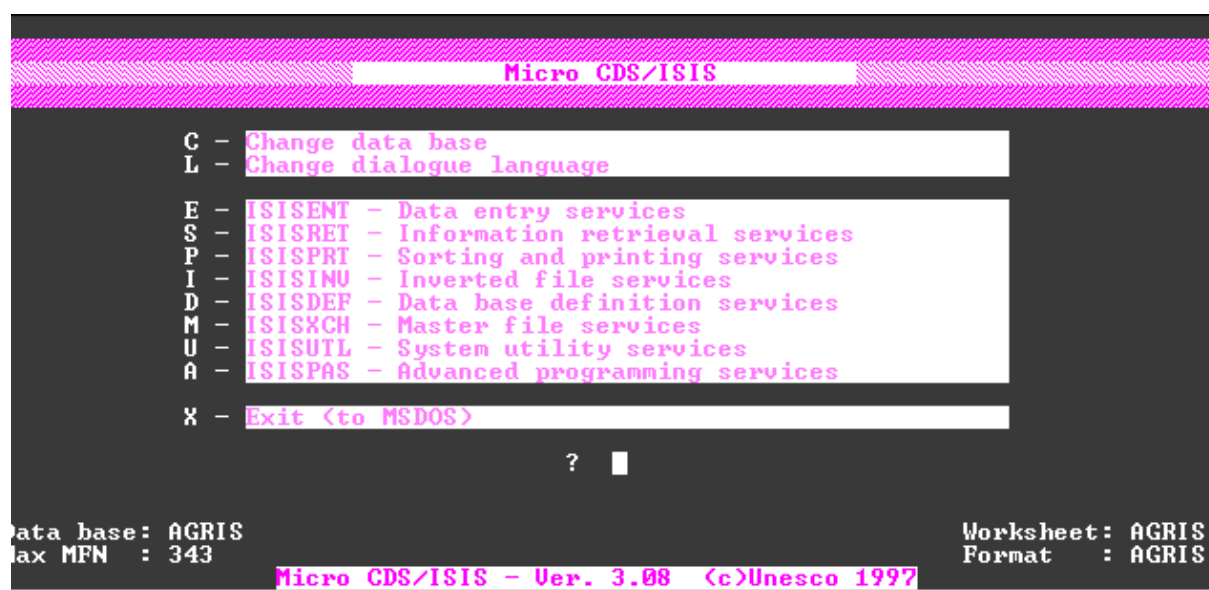 Micro CDS/ISIS
C - Change data base
L - Change dialogue language
E - ISISENT - Data entry services
S - ISISRET - Information retrieval services
P - ISISPRT - Sorting and printing services
I - ISISINV - Inverted file services
D - ISISDEF - Data base definition services
M - ISISXCH - Master file services
U - ISISUTL - System utility services
A - ISISPAS - Advanced programming services
X - Exit (to MSDOS)
?
ata base: AGRIS Worksheet: AGRIS
ax MFN : 343 Format : AGRIS
Micro CDS/ISIS - Ver. 3.08 (c)Unesco 1997